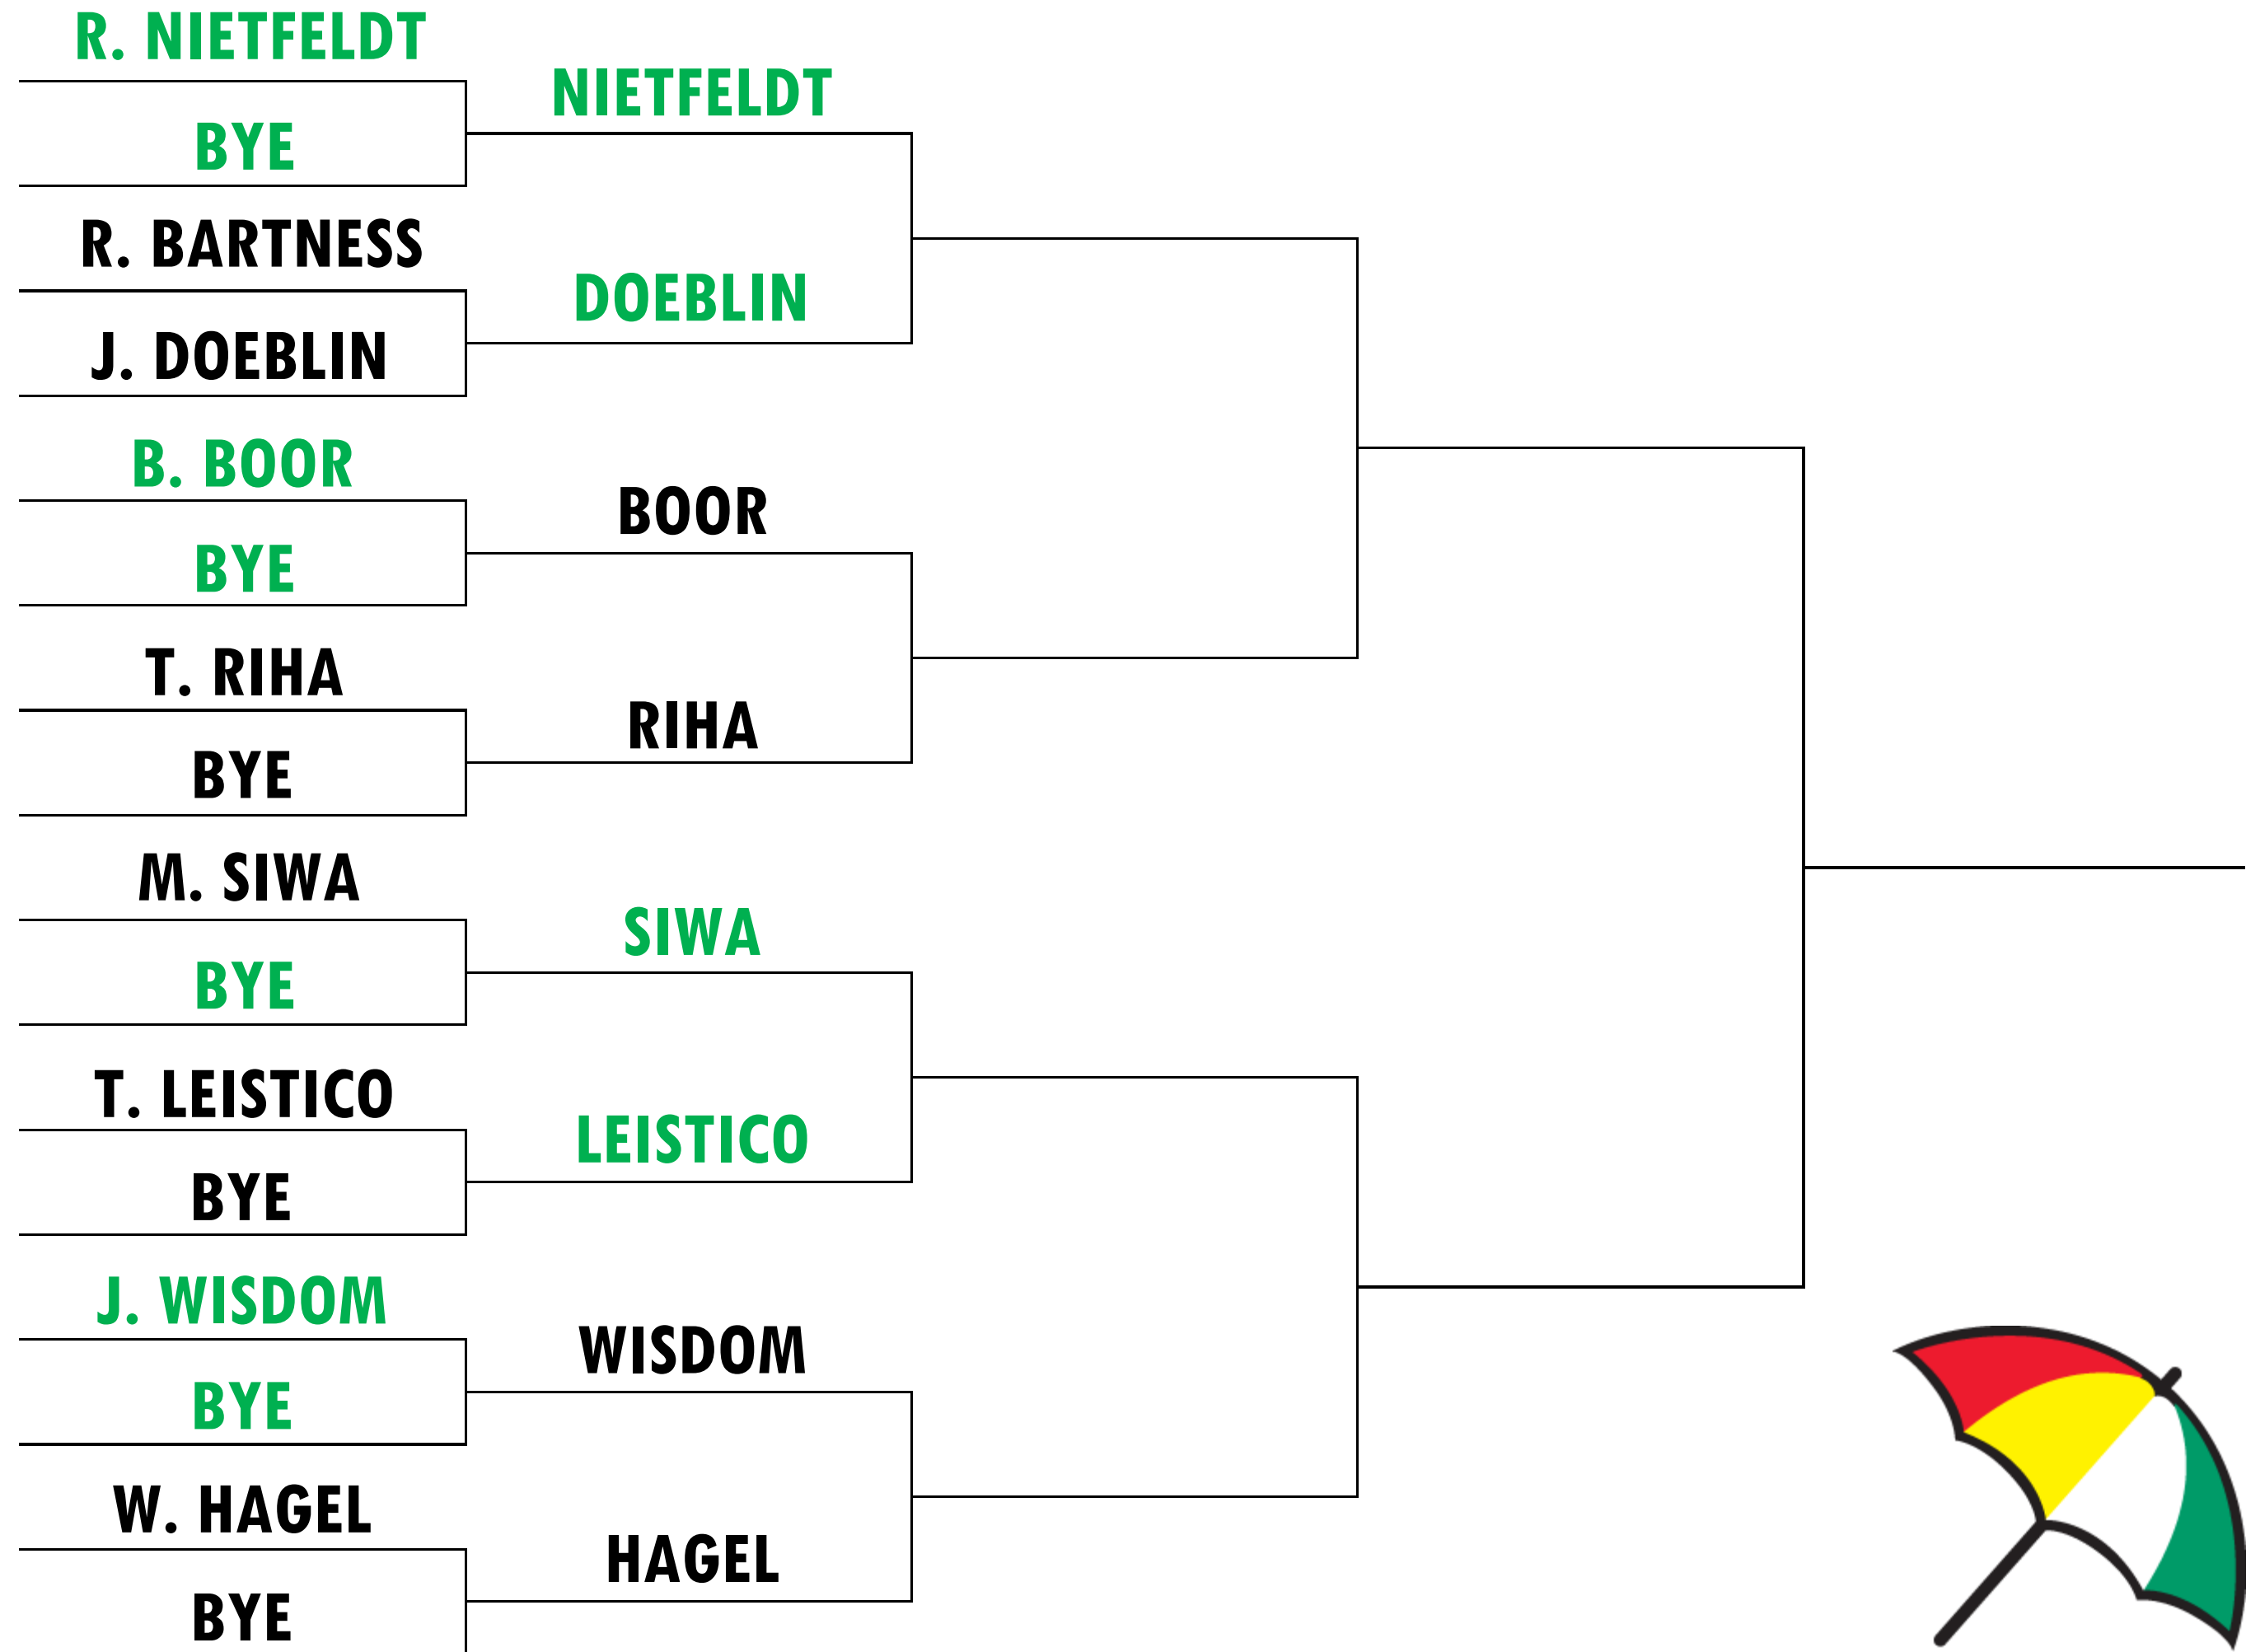 R. NIETFELDT
BYE
R. BARTNESS
J. DOEBLIN
B. BOOR
BYE
T. RIHA
BYE
M. SIWA
BYE
T. LEISTICO
BYE
J. WISDOM
BYE
W. HAGEL
BYE
NIETFELDT
DOEBLIN
BOOR
RIHA
SIWA
LEISTICO
WISDOM
HAGEL